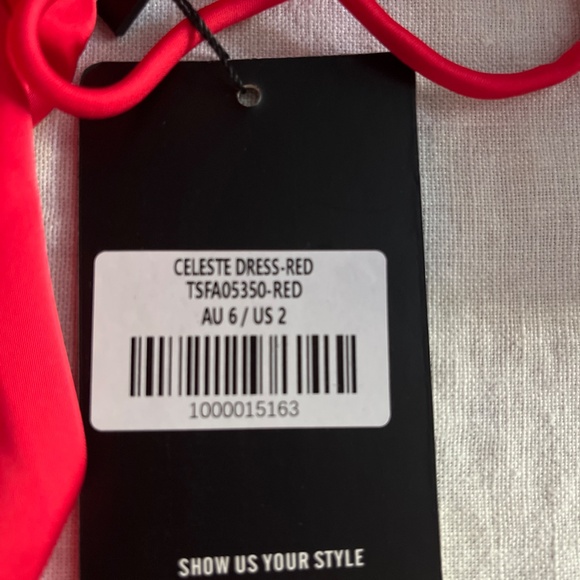 CELESTE DRESS-RED
TSFA05350-RED
AU 6 / US 2
1000015163
SHOW US YOUR STYLE